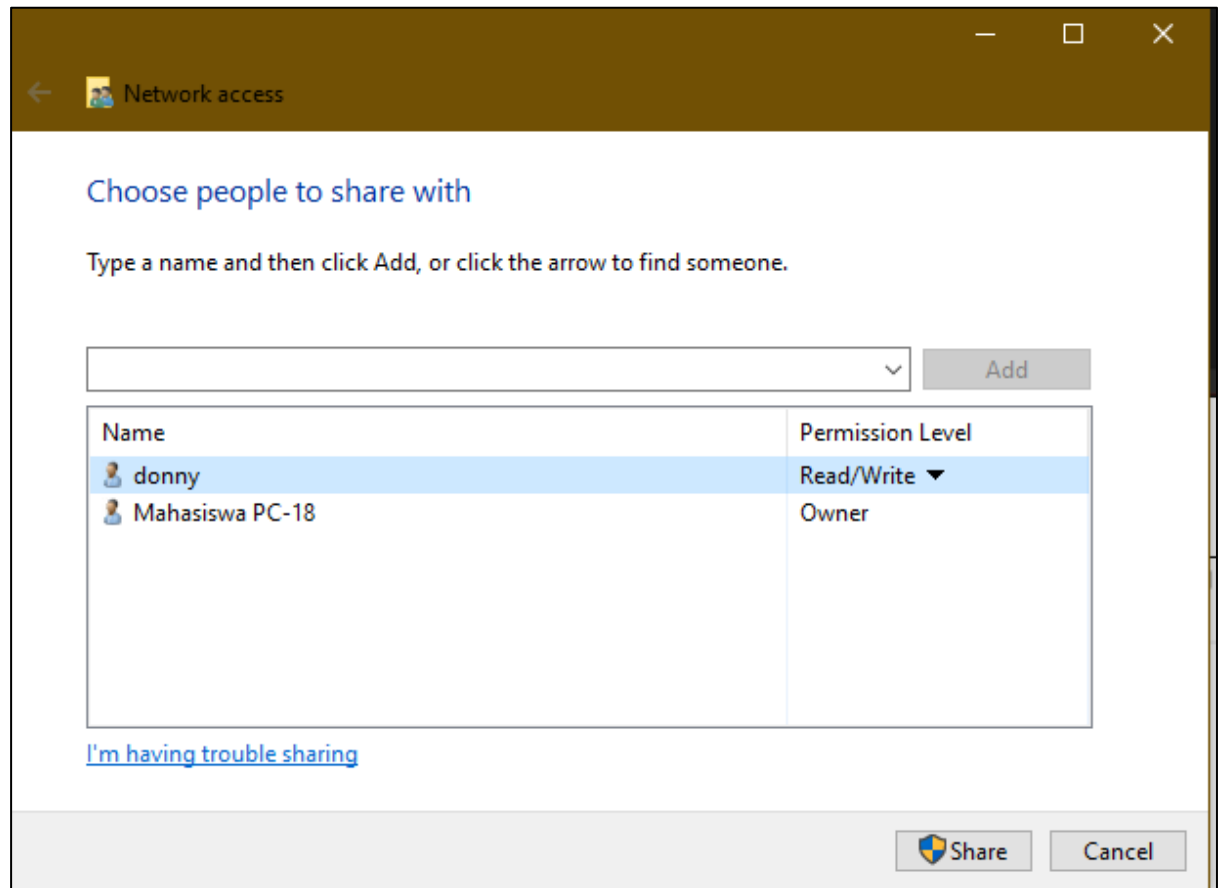 Network access
Choose people to share with
Type a name and then click Add, or click the arrow to find someone.
Add
Name Permission Level
donny Read/Write
Mahasiswa PC-18 Owner
I'm having trouble sharing
Share Cancel